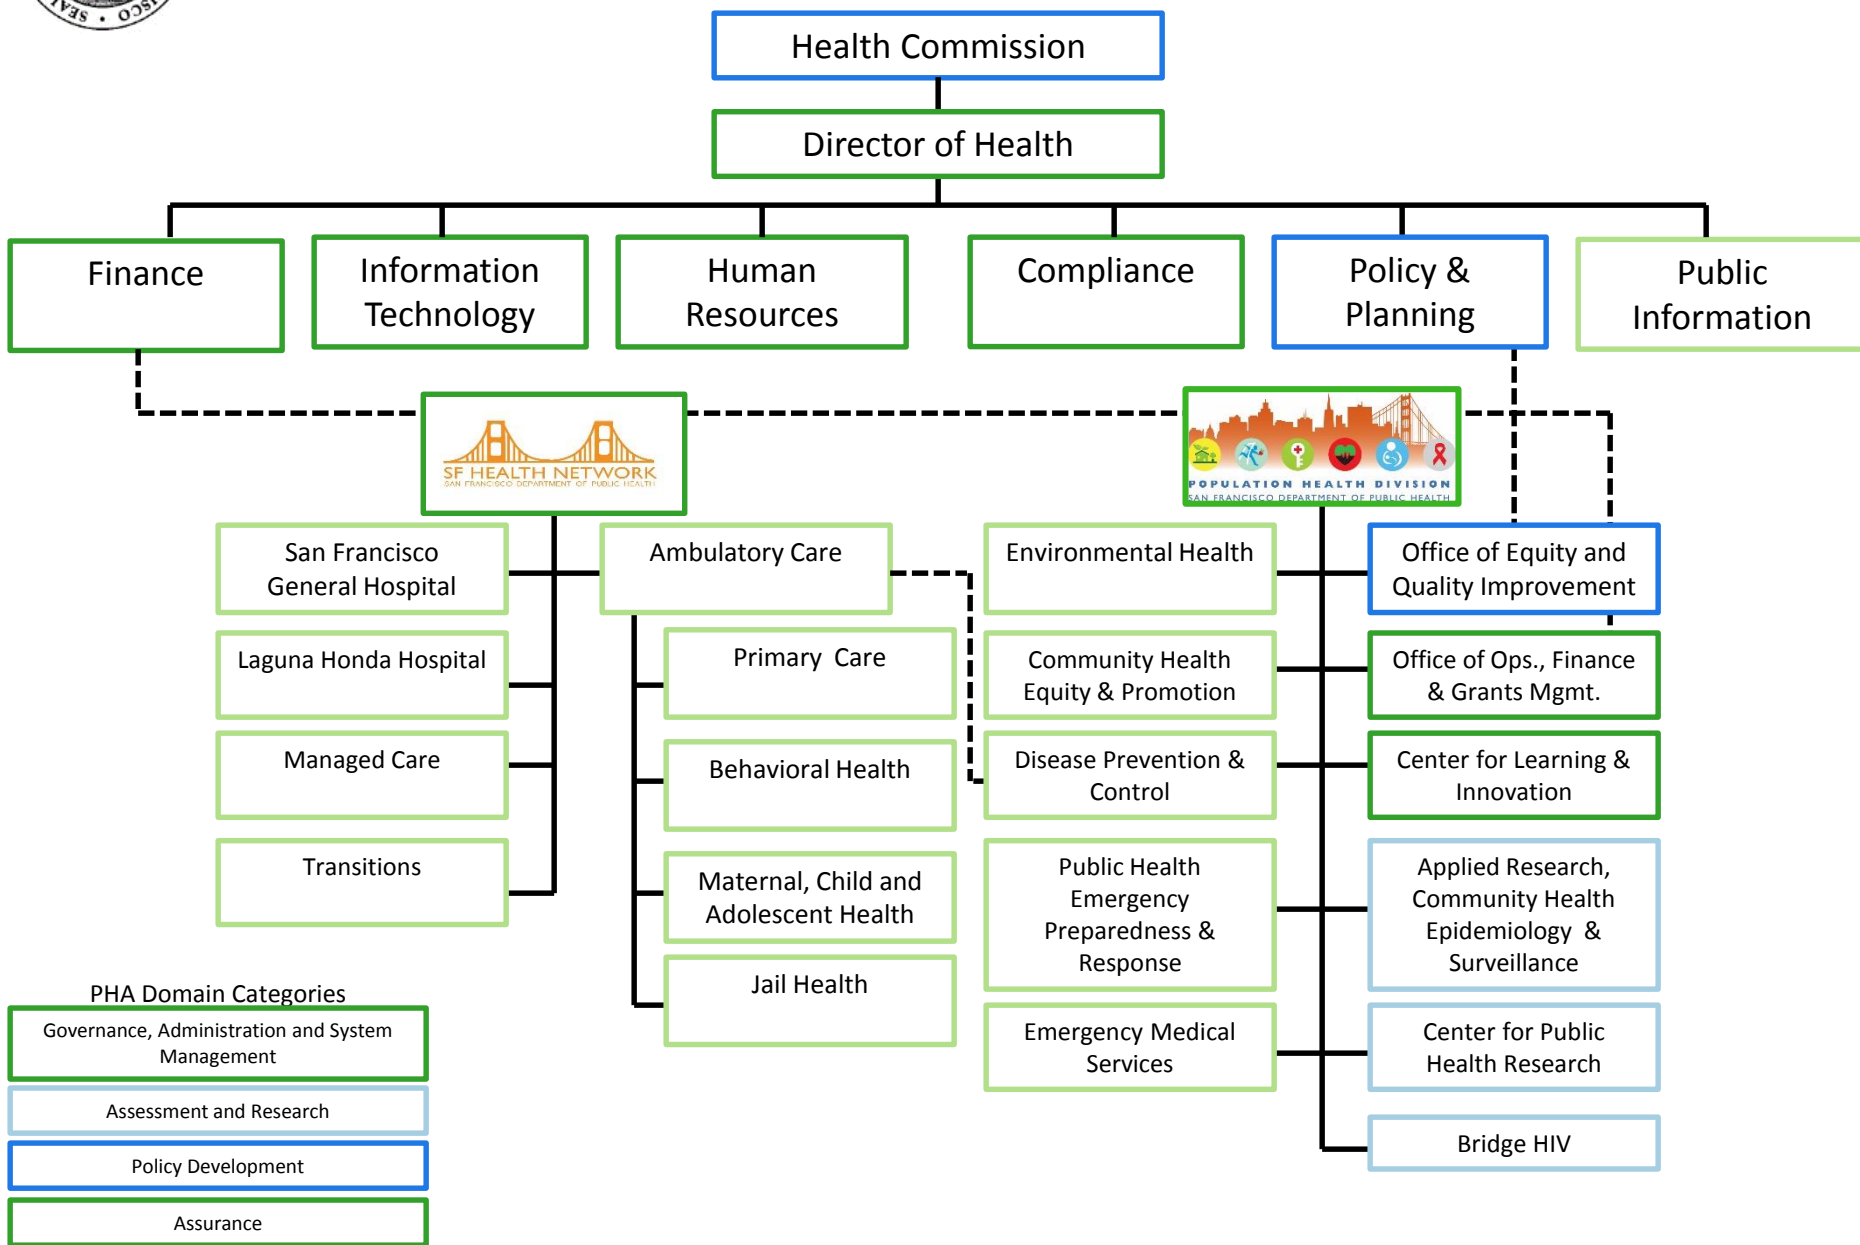 SEAL • CISCO
Health Commission
Director of Health
Finance
Information
Technology
Human
Resources
Compliance
Policy &
Planning
Public
Information
SF HEALTH NETWORK
SAN FRANCISCO DEPARTMENT OF PUBLIC HEALTH
POPULATION HEALTH DIVISION
SAN FRANCISCO DEPARTMENT OF PUBLIC HEALTH
San Francisco
General Hospital
Laguna Honda Hospital
Managed Care
Transitions
Ambulatory Care
Primary Care
Behavioral Health
Maternal, Child and
Adolescent Health
Jail Health
Environmental Health
Community Health
Equity & Promotion
Disease Prevention &
Control
Public Health
Emergency
Preparedness &
Response
Emergency Medical
Services
Office of Equity and
Quality Improvement
Office of Ops., Finance
& Grants Mgmt.
Center for Learning &
Innovation
Applied Research,
Community Health
Epidemiology &
Surveillance
Center for Public
Health Research
Bridge HIV
PHA Domain Categories
Governance, Administration and System
Management
Assessment and Research
Policy Development
Assurance